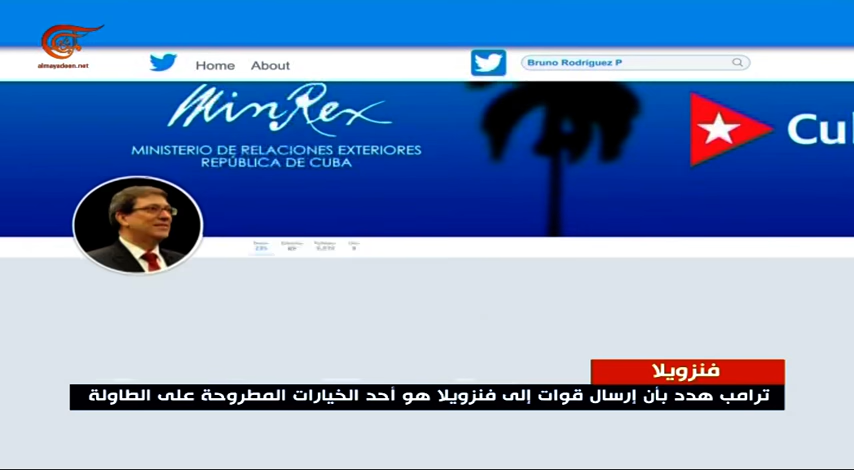 almayadeen.net
Home About
Bruno Rodríguez P
MinRex
MINISTERIO DE RELACIONES EXTERIORES
REPÚBLICA DE CUBA
Cu
فنزويلا
ترامب هدد بأن إرسال قوات إلى فنزويلا هو أحد الخيارات المطروحة على الطاولة